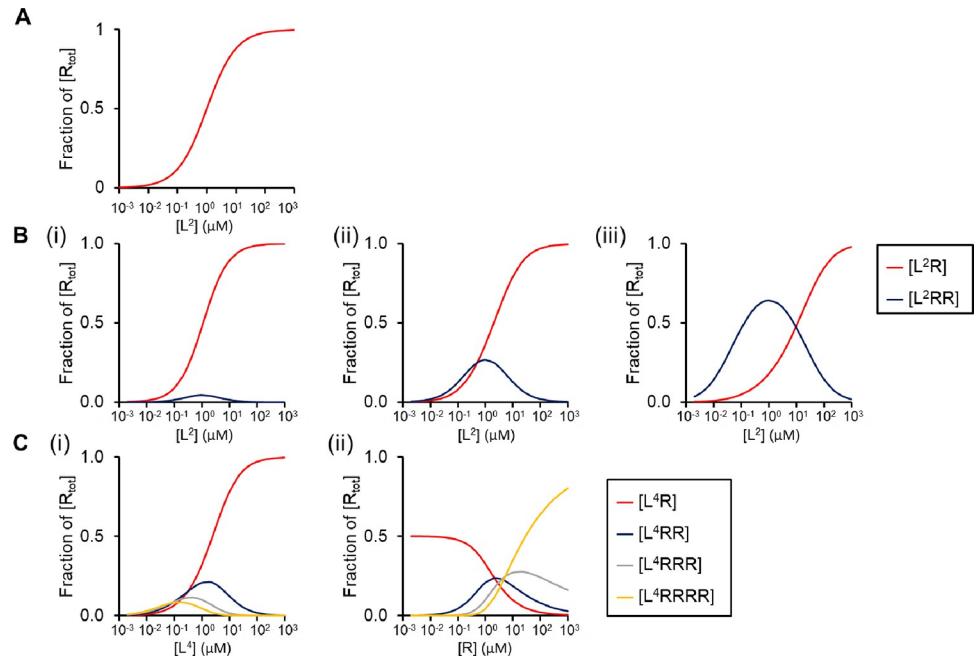 A
Fraction of [R_tot]
1
0.5
0
10⁻³ 10⁻² 10⁻¹ 10⁰ 10¹ 10² 10³
[L²] (µM)
B (i) (ii) (iii)
Fraction of [R_tot]
1.0
0.5
0.0
10⁻³ 10⁻² 10⁻¹ 10⁰ 10¹ 10² 10³
[L²] (µM)
Fraction of [R_tot]
1.0
0.5
0.0
10⁻³ 10⁻² 10⁻¹ 10⁰ 10¹ 10² 10³
[L²] (µM)
Fraction of [R_tot]
1.0
0.5
0.0
10⁻³ 10⁻² 10⁻¹ 10⁰ 10¹ 10² 10³
[L²] (µM)
[L²R]
[L²RR]
C (i) (ii)
Fraction of [R_tot]
1.0
0.5
0.0
10⁻³ 10⁻² 10⁻¹ 10⁰ 10¹ 10² 10³
[L⁴] (µM)
Fraction of [R_tot]
1.0
0.5
0.0
10⁻³ 10⁻² 10⁻¹ 10⁰ 10¹ 10² 10³
[R] (µM)
[L⁴R]
[L⁴RR]
[L⁴RRR]
[L⁴RRRR]